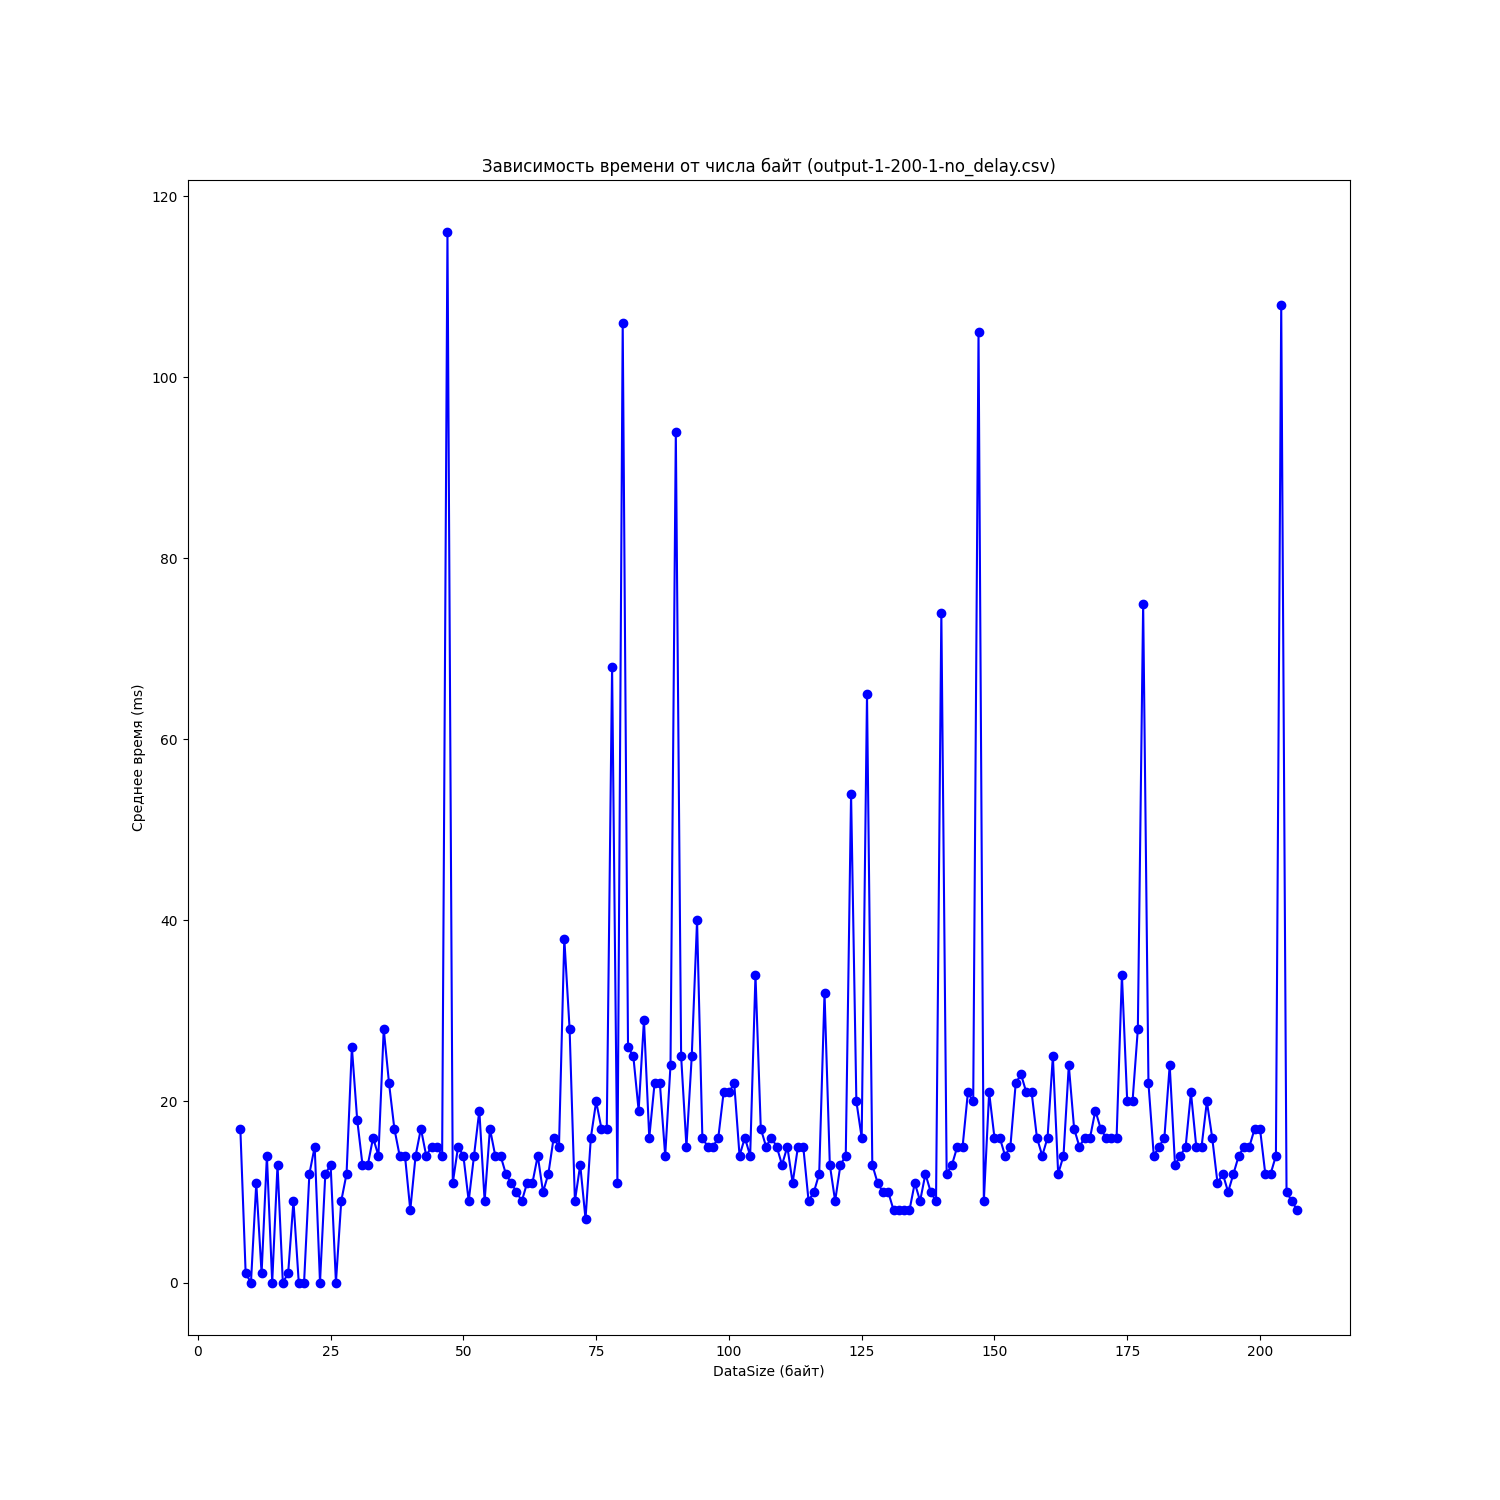 Зависимость времени от числа байт (output-1-200-1-no_delay.csv)
120
100
80
60
40
20
0
Среднее время (ms)
0 25 50 75 100 125 150 175 200
DataSize (байт)